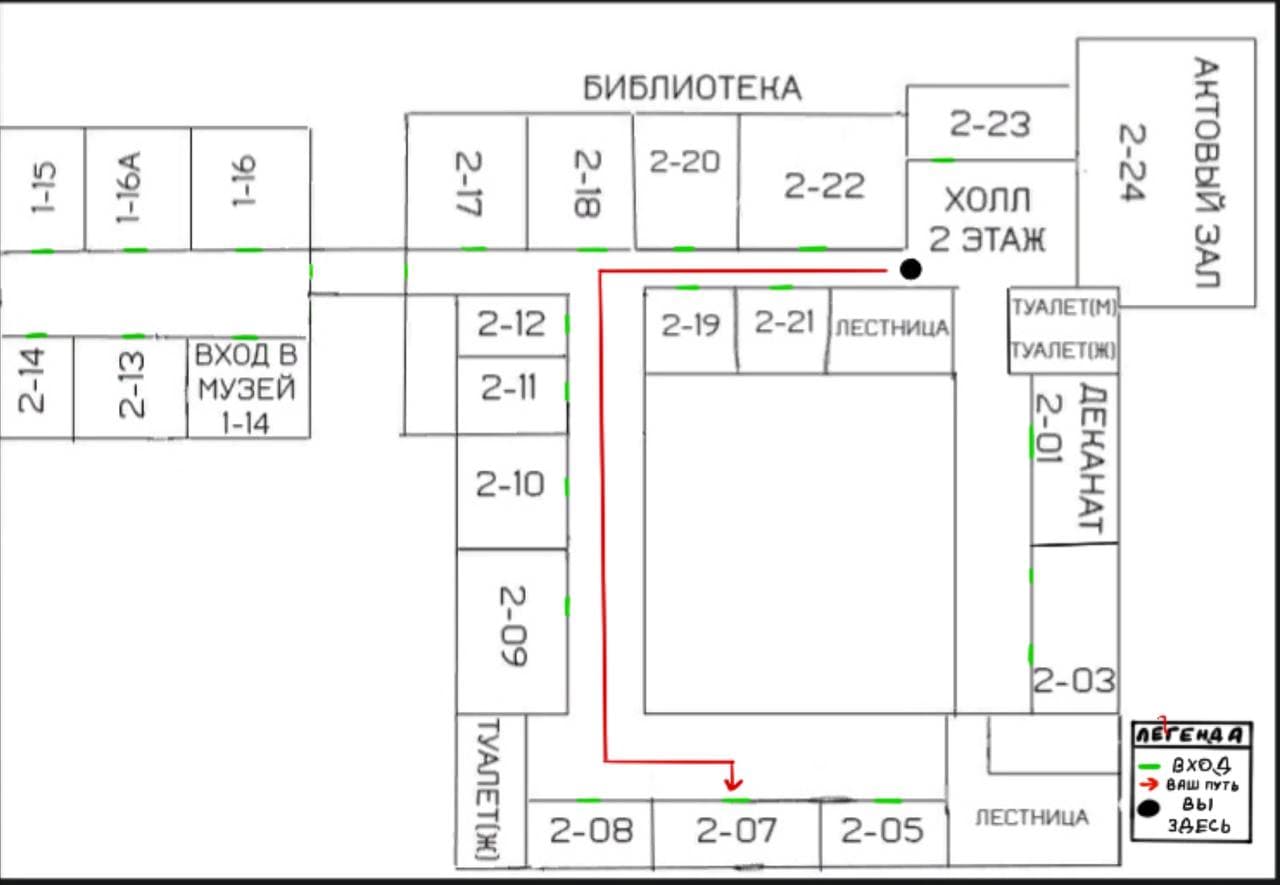 БИБЛИОТЕКА
1-15
1-16А
1-16
2-17
2-18
2-20
2-22
2-23
ХОЛЛ
2 ЭТАЖ
2-24
АКТОВЫЙ ЗАЛ
2-14
2-13
ВХОД В
МУЗЕЙ
1-14
2-12
2-11
2-10
2-09
2-19
2-21
ЛЕСТНИЦА
ТУАЛЕТ(М)
ТУАЛЕТ(Ж)
2-01
ДЕКАНАТ
2-03
ТУАЛЕТ(Ж)
2-08
2-07
2-05
ЛЕСТНИЦА
ЛЕГЕНДА
ВХОД
ВАШ ПУТЬ
ВЫ
ЗДЕСЬ